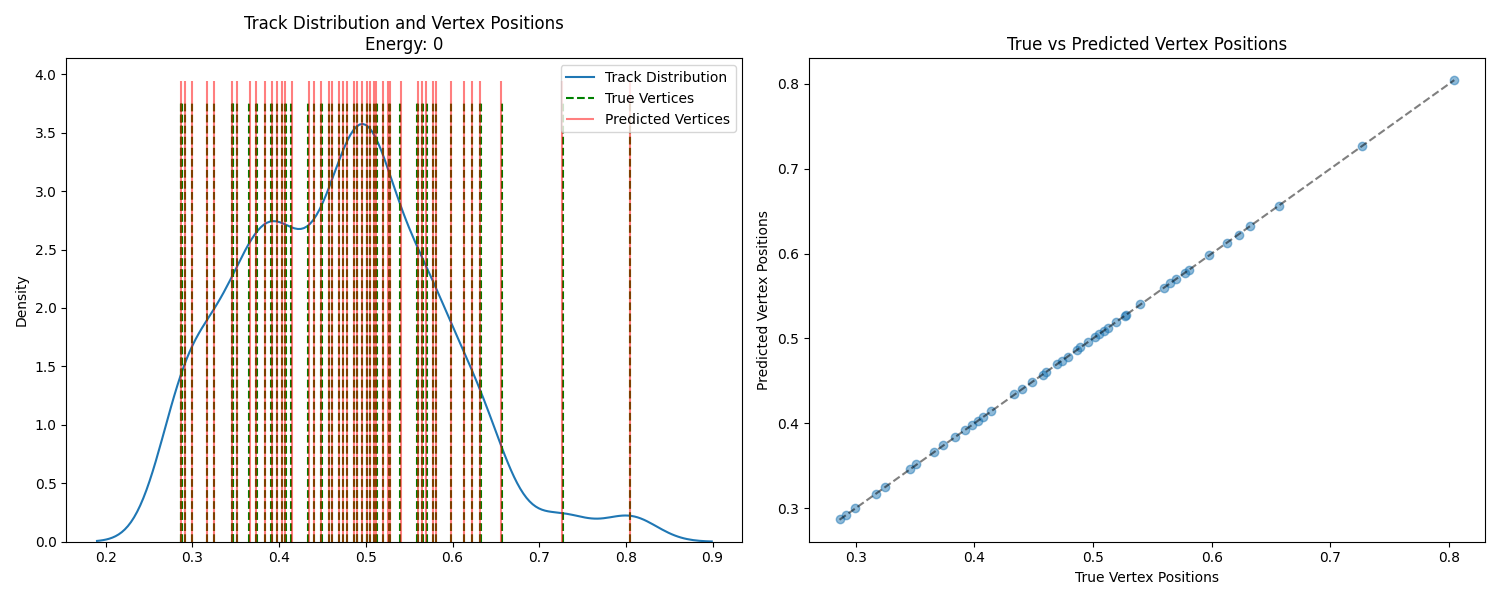 Track Distribution and Vertex Positions
Energy: 0
Density
4.0
3.5
3.0
2.5
2.0
1.5
1.0
0.5
0.0
0.2 0.3 0.4 0.5 0.6 0.7 0.8 0.9
Track Distribution
True Vertices
Predicted Vertices
True vs Predicted Vertex Positions
Predicted Vertex Positions
0.8
0.7
0.6
0.5
0.4
0.3
0.3 0.4 0.5 0.6 0.7 0.8
True Vertex Positions